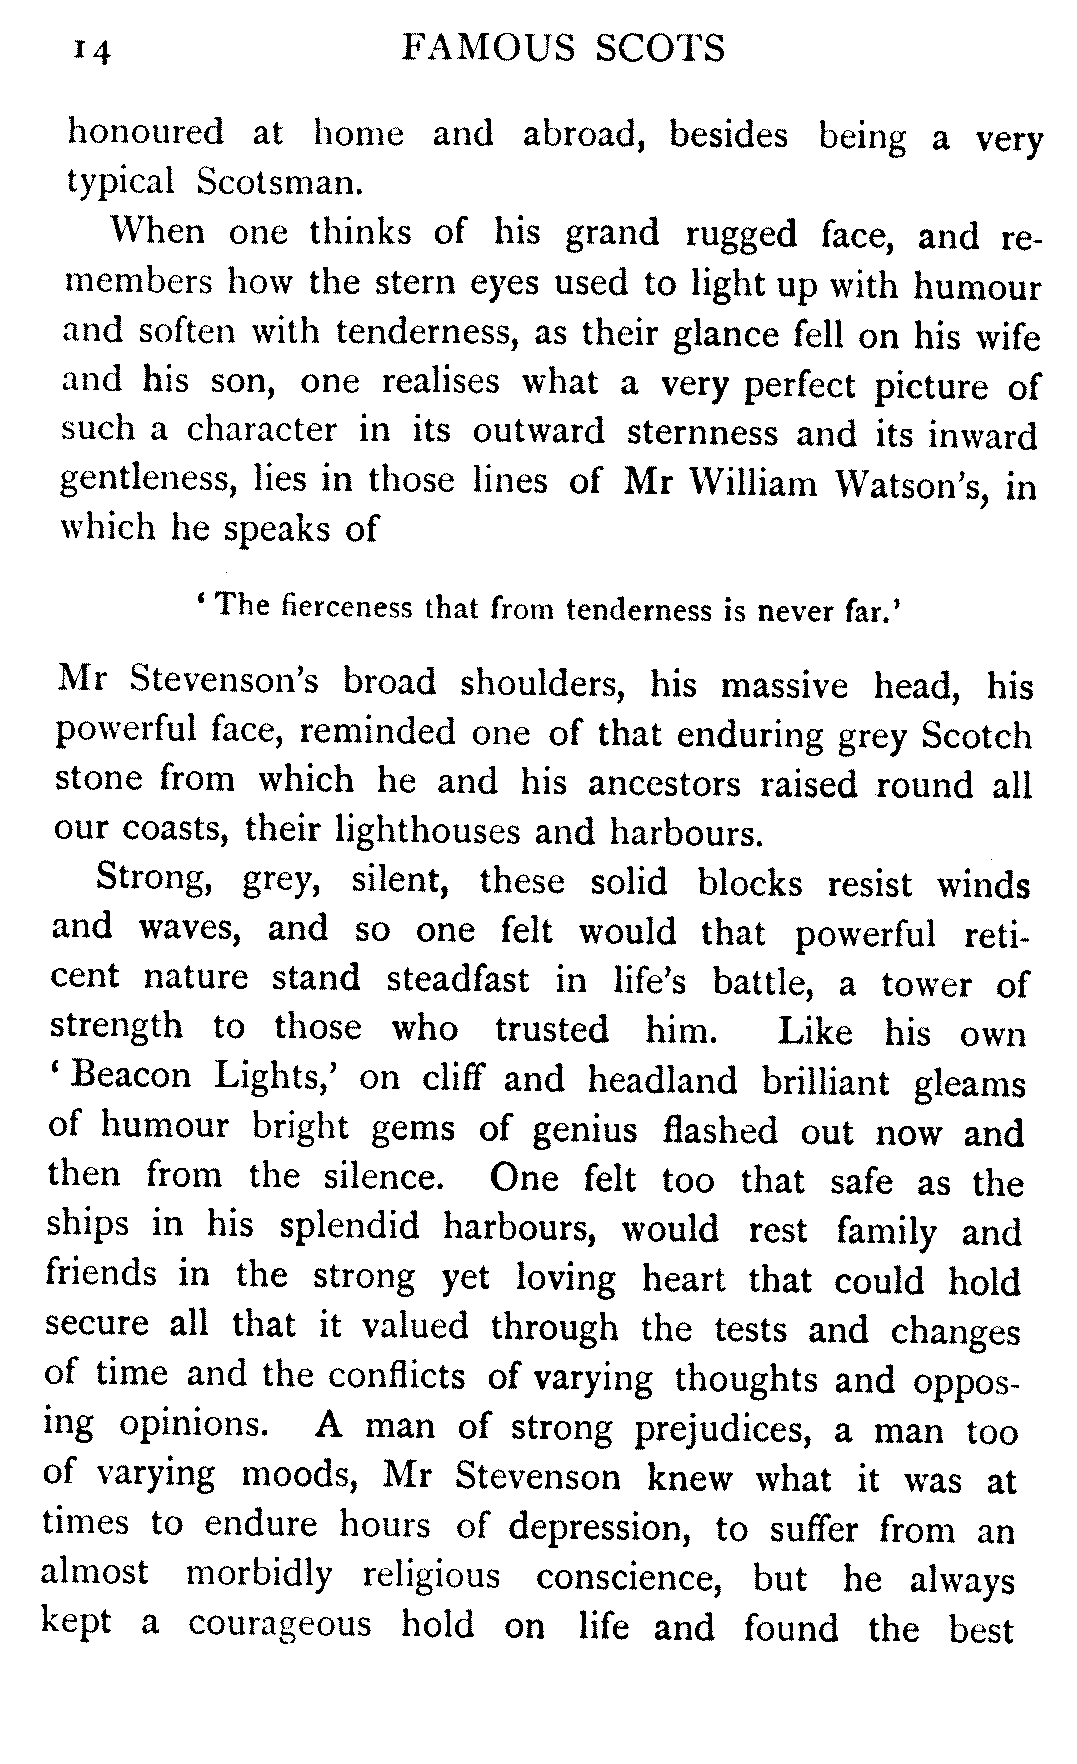 14 FAMOUS SCOTS
honoured at home and abroad, besides being a very
typical Scotsman.
When one thinks of his grand rugged face, and re-
members how the stern eyes used to light up with humour
and soften with tenderness, as their glance fell on his wife
and his son, one realises what a very perfect picture of
such a character in its outward sternness and its inward
gentleness, lies in those lines of Mr William Watson's, in
which he speaks of
‘ The fierceness that from tenderness is never far.’
Mr Stevenson's broad shoulders, his massive head, his
powerful face, reminded one of that enduring grey Scotch
stone from which he and his ancestors raised round all
our coasts, their lighthouses and harbours.
Strong, grey, silent, these solid blocks resist winds
and waves, and so one felt would that powerful reti-
cent nature stand steadfast in life's battle, a tower of
strength to those who trusted him. Like his own
‘ Beacon Lights,’ on cliff and headland brilliant gleams
of humour bright gems of genius flashed out now and
then from the silence. One felt too that safe as the
ships in his splendid harbours, would rest family and
friends in the strong yet loving heart that could hold
secure all that it valued through the tests and changes
of time and the conflicts of varying thoughts and oppos-
ing opinions. A man of strong prejudices, a man too
of varying moods, Mr Stevenson knew what it was at
times to endure hours of depression, to suffer from an
almost morbidly religious conscience, but he always
kept a courageous hold on life and found the best